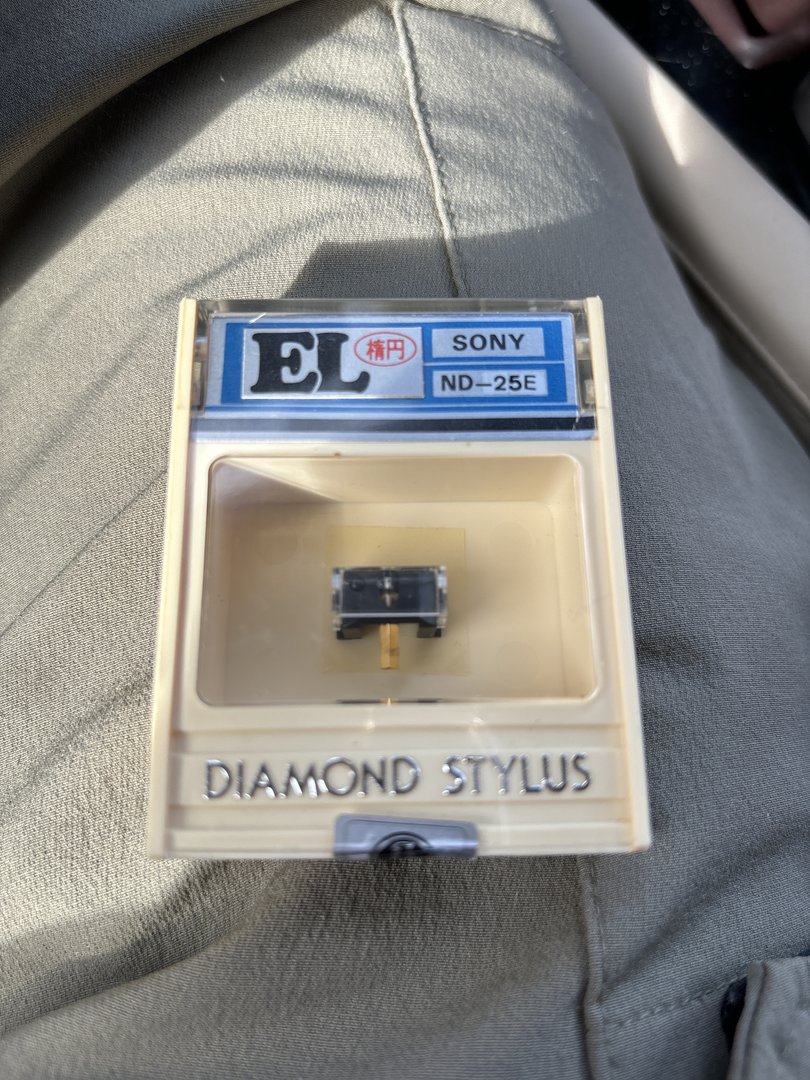 EL 楕円 SONY
ND-25E
DIAMOND STYLUS